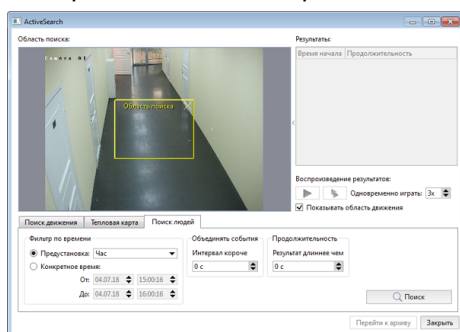 ActiveSearch
Область поиска:
Результаты:
Камера 01
Время начала Продолжительность
Область поиска
Воспроизведение результатов:
Одновременно играть: 3x
Показывать область движения
Поиск движения Тепловая карта Поиск людей
Фильтр по времени
Объединять события
Продолжительность
Предустановка: Час
Интервал короче
Результат длиннее чем
Конкретное время:
0 с
0 с
От: 04.07.18 15:00:16
До: 04.07.18 16:00:16
Поиск
Перейти к архиву Закрыть